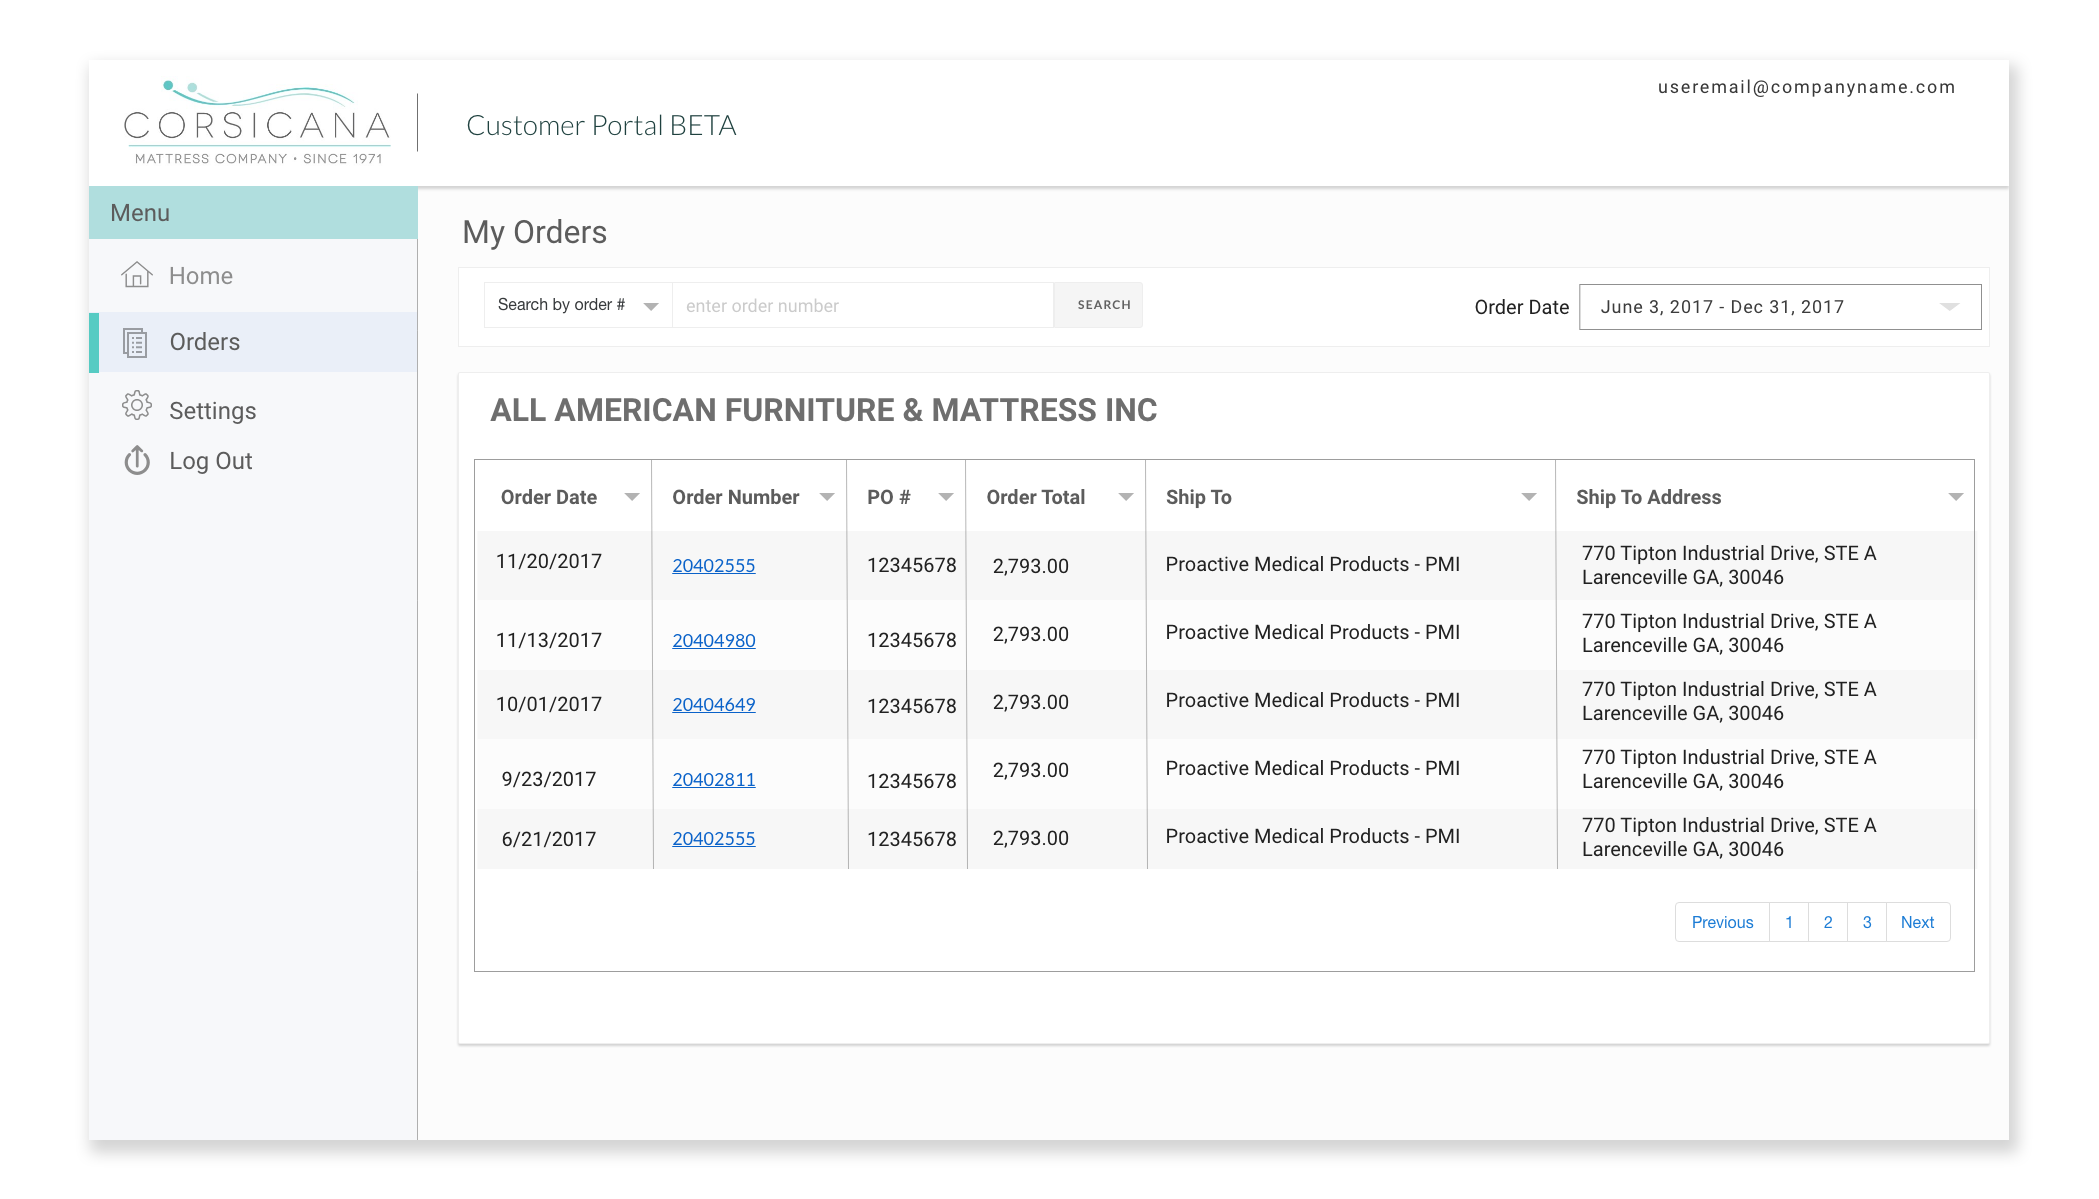 CORSICANA
MATTRESS COMPANY • SINCE 1971
Customer Portal BETA
useremail@companyname.com
Menu
Home
Orders
Settings
Log Out
My Orders
Search by order # enter order number SEARCH
Order Date June 3, 2017 - Dec 31, 2017
ALL AMERICAN FURNITURE & MATTRESS INC
Order Date Order Number PO # Order Total Ship To Ship To Address
11/20/2017 20402555 12345678 2,793.00 Proactive Medical Products - PMI 770 Tipton Industrial Drive, STE A
Larenceville GA, 30046
11/13/2017 20404980 12345678 2,793.00 Proactive Medical Products - PMI 770 Tipton Industrial Drive, STE A
Larenceville GA, 30046
10/01/2017 20404649 12345678 2,793.00 Proactive Medical Products - PMI 770 Tipton Industrial Drive, STE A
Larenceville GA, 30046
9/23/2017 20402811 12345678 2,793.00 Proactive Medical Products - PMI 770 Tipton Industrial Drive, STE A
Larenceville GA, 30046
6/21/2017 20402555 12345678 2,793.00 Proactive Medical Products - PMI 770 Tipton Industrial Drive, STE A
Larenceville GA, 30046
Previous 1 2 3 Next